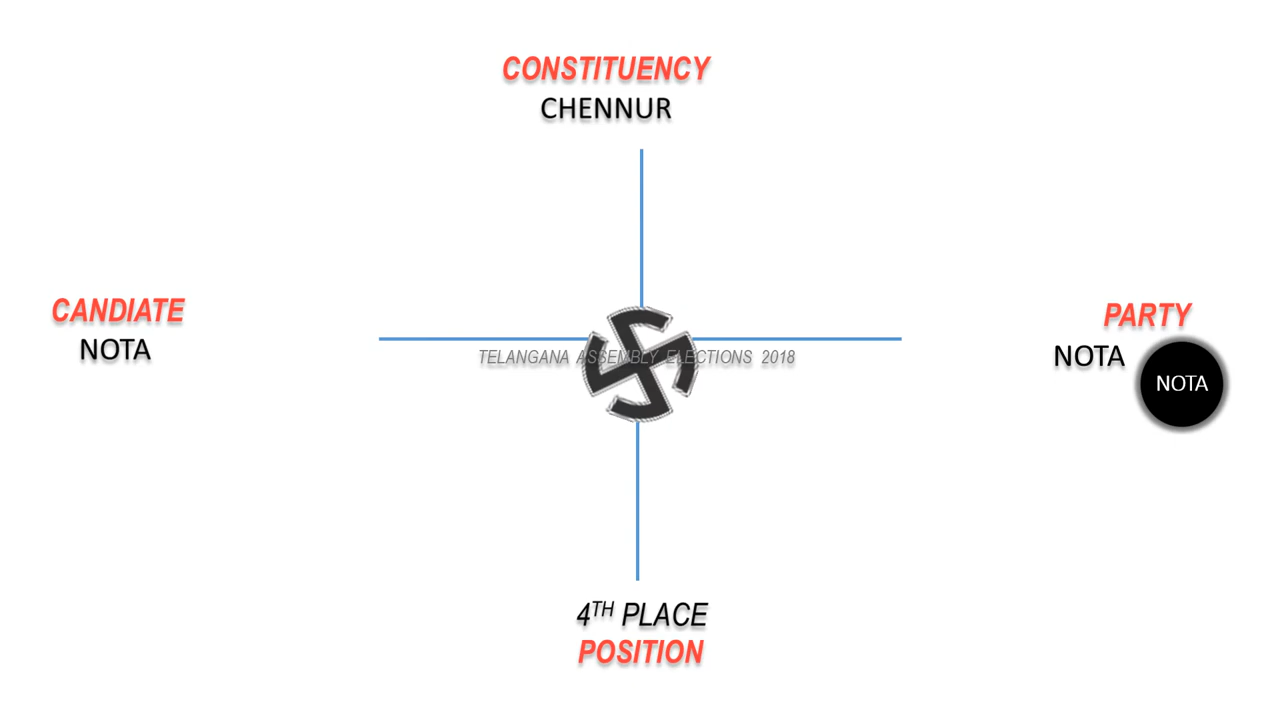 CONSTITUENCY
CHENNUR
CANDIATE
NOTA
PARTY
NOTA
NOTA
TELANGANA ASSEMBLY ELECTIONS 2018
4TH PLACE
POSITION